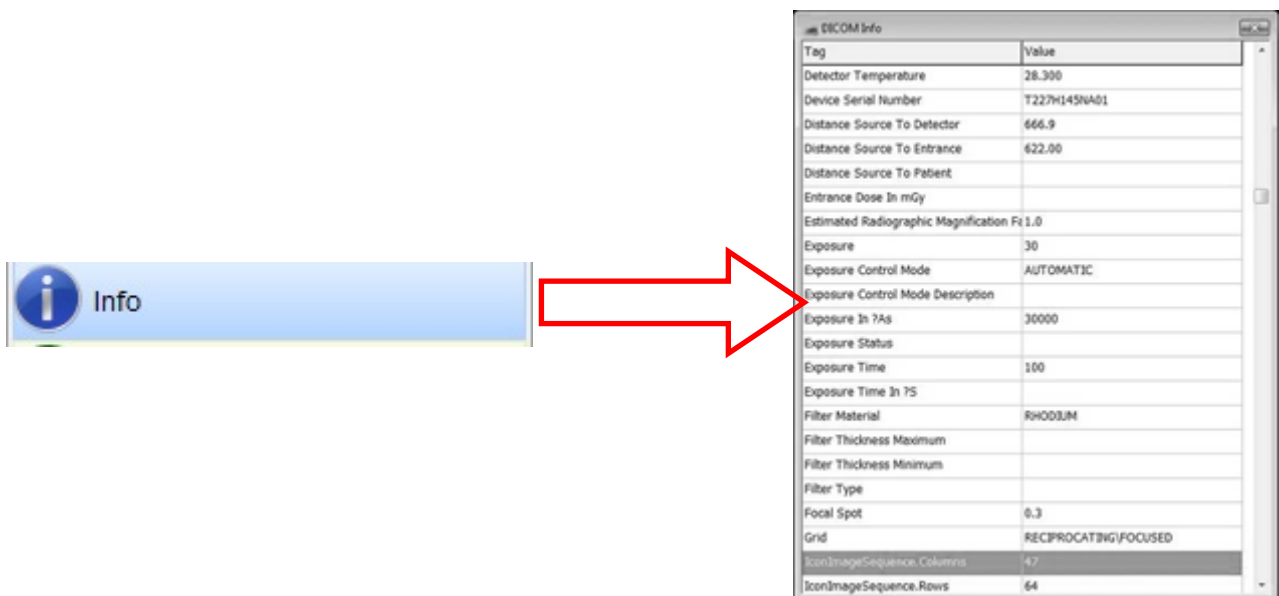 Info
DICOM Info
Tag Value
Detector Temperature 28.300
Device Serial Number T227H145NA01
Distance Source To Detector 666.9
Distance Source To Entrance 622.00
Distance Source To Patient
Entrance Dose In mGy
Estimated Radiographic Magnification Fa 1.0
Exposure 30
Exposure Control Mode AUTOMATIC
Exposure Control Mode Description
Exposure In ?As 30000
Exposure Status
Exposure Time 100
Exposure Time In ?S
Filter Material RHODIUM
Filter Thickness Maximum
Filter Thickness Minimum
Filter Type
Focal Spot 0.3
Grid RECIPROCATING\FOCUSED
IconImageSequence.Columns 47
IconImageSequence.Rows 64